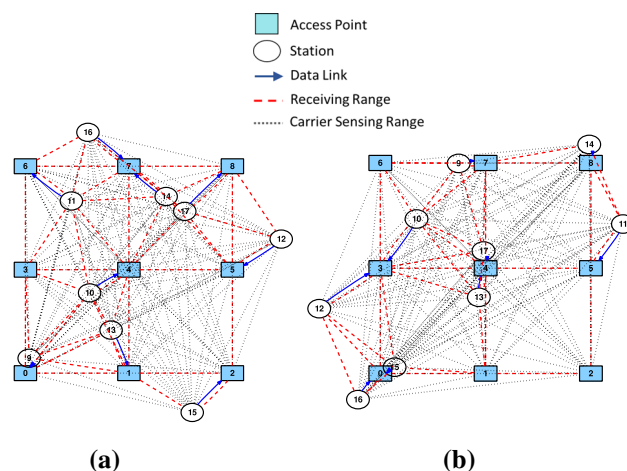 Access Point
Station
Data Link
Receiving Range
Carrier Sensing Range
16
6 7 8
11 14 17
12
3 4 5
10
13
9
0 1 2
15
(a)
14
6 9 7 8
10 11
17
3 4 5
13
12
0 15 1 2
16
(b)